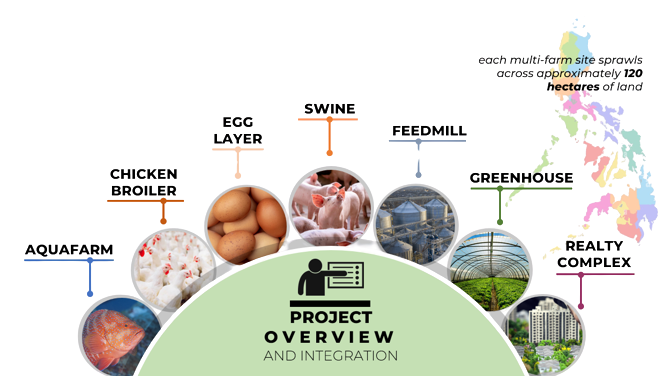 each multi-farm site sprawls
across approximately 120
hectares of land
SWINE
EGG
LAYER
FEEDMILL
CHICKEN
BROILER
GREENHOUSE
AQUAFARM
REALTY
COMPLEX
PROJECT
OVERVIEW
AND INTEGRATION